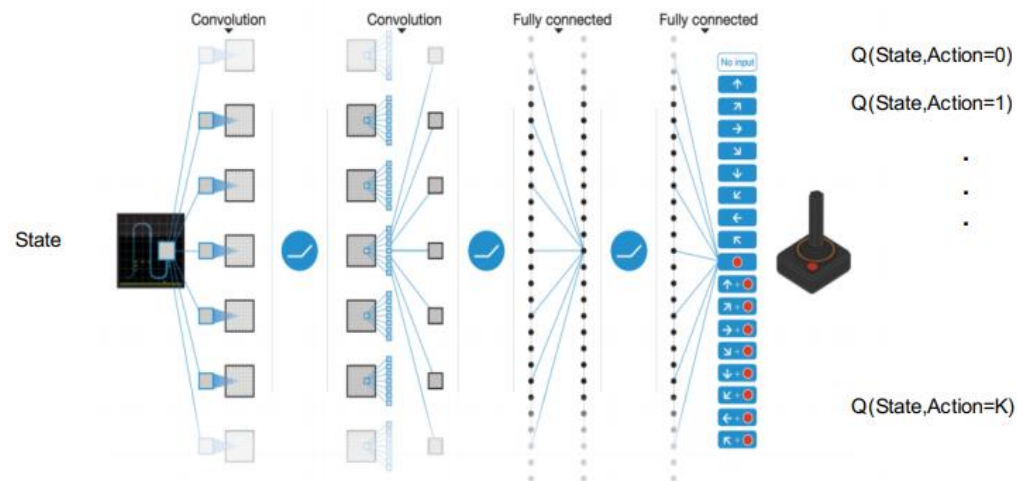 Convolution
Convolution
Fully connected
Fully connected
No input
Q(State,Action=0)
Q(State,Action=1)
.
.
.
State
Q(State,Action=K)